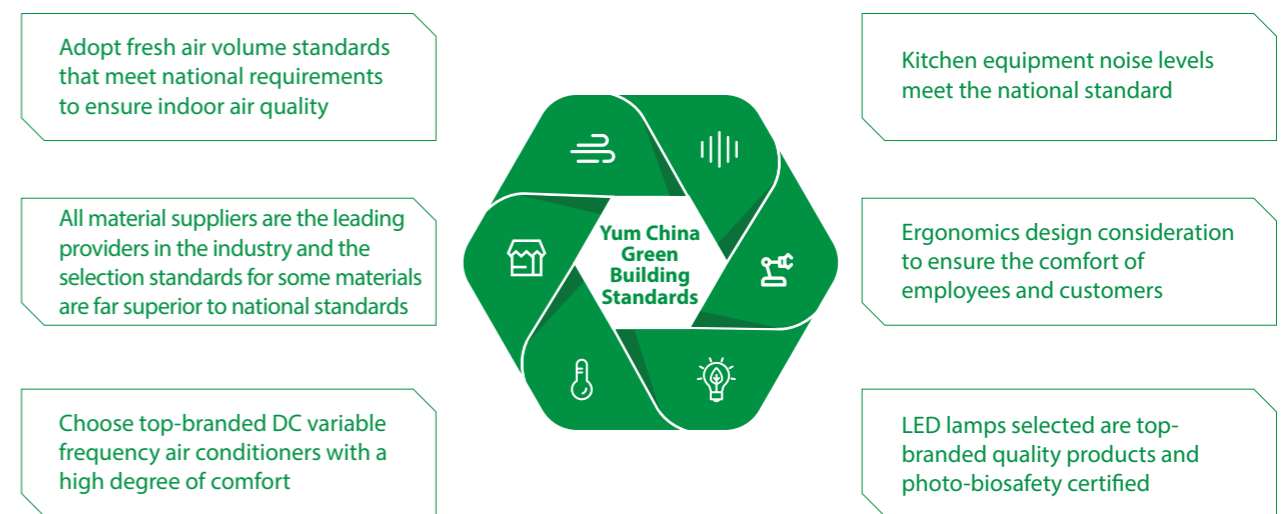 Adopt fresh air volume standards
that meet national requirements
to ensure indoor air quality
Kitchen equipment noise levels
meet the national standard
All material suppliers are the leading
providers in the industry and the
selection standards for some materials
are far superior to national standards
Yum China
Green
Building
Standards
Ergonomics design consideration
to ensure the comfort of
employees and customers
Choose top-branded DC variable
frequency air conditioners with a
high degree of comfort
LED lamps selected are top-
branded quality products and
photo-biosafety certified